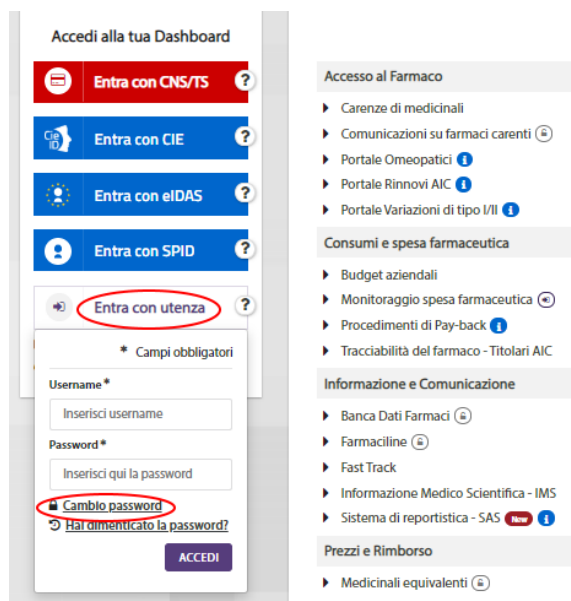 Accedi alla tua Dashboard
Entra con CNS/TS ?
Cie ID Entra con CIE ?
Entra con eIDAS ?
Entra con SPID ?
Entra con utenza ?
* Campi obbligatori
Username *
Inserisci username
Password *
Inserisci qui la password
Cambio password
Hai dimenticato la password?
ACCEDI
Accesso al Farmaco
Carenze di medicinali
Comunicazioni su farmaci carenti
Portale Omeopatici i
Portale Rinnovi AIC i
Portale Variazioni di tipo I/II i
Consumi e spesa farmaceutica
Budget aziendali
Monitoraggio spesa farmaceutica
Procedimenti di Pay-back i
Tracciabilità del farmaco - Titolari AIC
Informazione e Comunicazione
Banca Dati Farmaci
Farmaciline
Fast Track
Informazione Medico Scientifica - IMS
Sistema di reportistica - SAS New i
Prezzi e Rimborso
Medicinali equivalenti